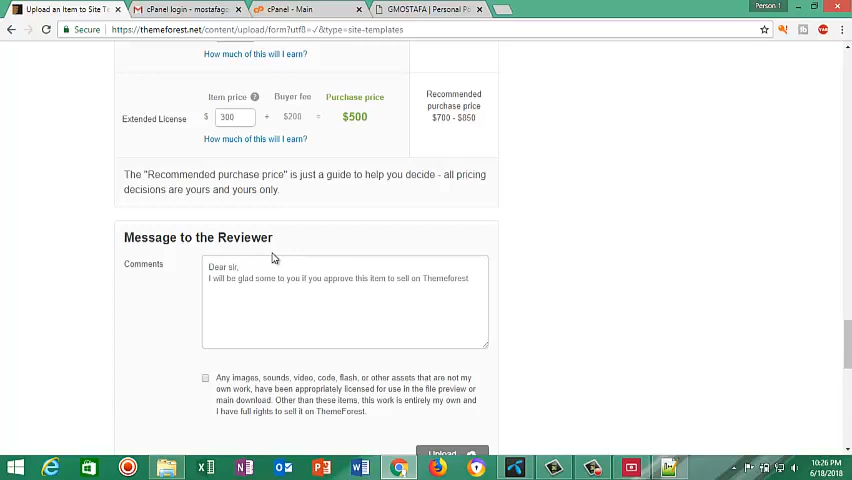 Upload an Item to Site Te
cPanel login - mostafago
cPanel - Main
GMOSTAFA | Personal Po
Person 1
Secure
https://themeforest.net/content/upload/form?utf8=✓&type=site-templates
How much of this will I earn?
Item price ? Buyer fee Purchase price
Extended License $ 300 + $200 = $500
How much of this will I earn?
Recommended
purchase price
$700 - $850
The "Recommended purchase price" is just a guide to help you decide - all pricing
decisions are yours and yours only.
Message to the Reviewer
Comments
Dear sir,
I will be glad some to you if you approve this item to sell on Themeforest
Any images, sounds, video, code, flash, or other assets that are not my
own work, have been appropriately licensed for use in the file preview or
main download. Other than these items, this work is entirely my own and
I have full rights to sell it on ThemeForest.
Upload
10:26 PM
6/18/2018